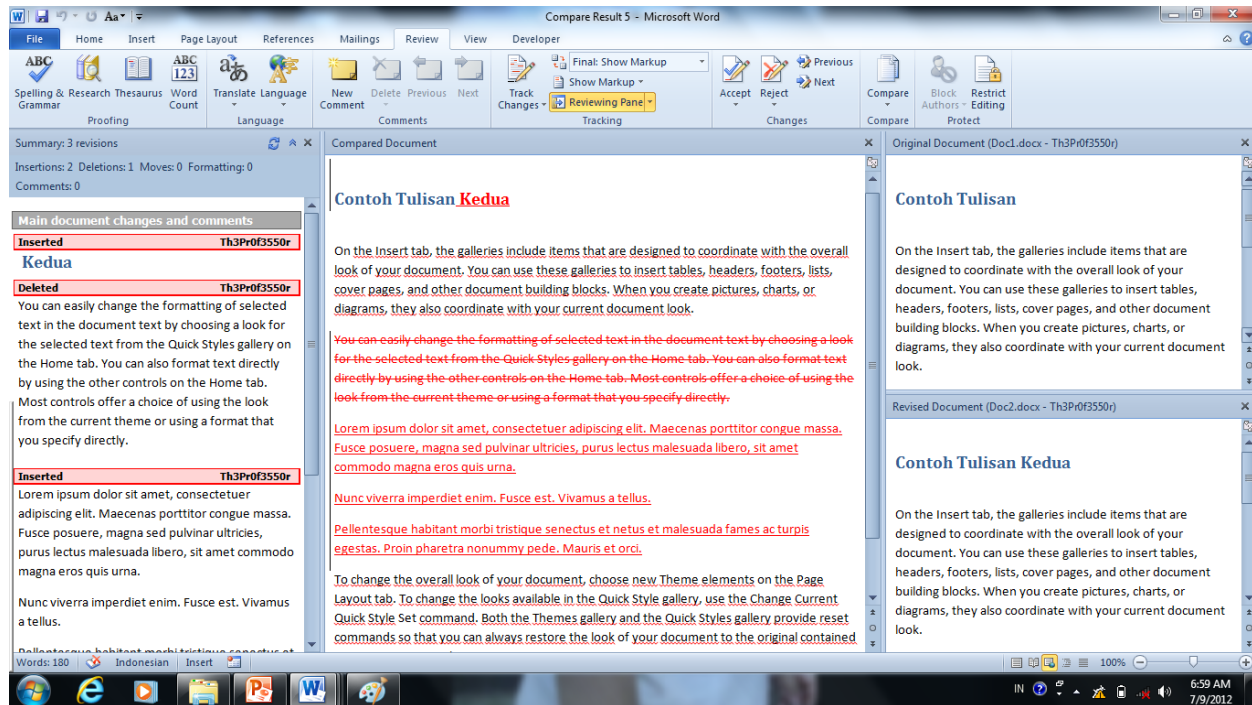 Aa
Compare Result 5 - Microsoft Word
File Home Insert Page Layout References Mailings Review View Developer
ABC Spelling & Grammar
Research
Thesaurus
ABC 123 Word Count
Proofing
Translate
Language
Language
New Comment
Delete
Previous
Next
Comments
Track Changes
Final: Show Markup
Show Markup
Reviewing Pane
Tracking
Accept
Reject
Previous
Next
Changes
Compare
Compare
Block Authors
Restrict Editing
Protect
Summary: 3 revisions
Insertions: 2 Deletions: 1 Moves: 0 Formatting: 0
Comments: 0
Main document changes and comments
Inserted Th3Pr0f3550r
Kedua
Deleted Th3Pr0f3550r
You can easily change the formatting of selected
text in the document text by choosing a look for
the selected text from the Quick Styles gallery on
the Home tab. You can also format text directly
by using the other controls on the Home tab.
Most controls offer a choice of using the look
from the current theme or using a format that
you specify directly.
Inserted Th3Pr0f3550r
Lorem ipsum dolor sit amet, consectetuer
adipiscing elit. Maecenas porttitor congue massa.
Fusce posuere, magna sed pulvinar ultricies,
purus lectus malesuada libero, sit amet commodo
magna eros quis urna.
Nunc viverra imperdiet enim. Fusce est. Vivamus
a tellus.
Compared Document
Contoh Tulisan Kedua
On the Insert tab, the galleries include items that are designed to coordinate with the overall
look of your document. You can use these galleries to insert tables, headers, footers, lists,
cover pages, and other document building blocks. When you create pictures, charts, or
diagrams, they also coordinate with your current document look.
You can easily change the formatting of selected text in the document text by choosing a look
for the selected text from the Quick Styles gallery on the Home tab. You can also format text
directly by using the other controls on the Home tab. Most controls offer a choice of using the
look from the current theme or using a format that you specify directly.
Lorem ipsum dolor sit amet, consectetuer adipiscing elit. Maecenas porttitor congue massa.
Fusce posuere, magna sed pulvinar ultricies, purus lectus malesuada libero, sit amet
commodo magna eros quis urna.
Nunc viverra imperdiet enim. Fusce est. Vivamus a tellus.
Pellentesque habitant morbi tristique senectus et netus et malesuada fames ac turpis
egestas. Proin pharetra nonummy pede. Mauris et orci.
To change the overall look of your document, choose new Theme elements on the Page
Layout tab. To change the looks available in the Quick Style gallery, use the Change Current
Quick Style Set command. Both the Themes gallery and the Quick Styles gallery provide reset
commands so that you can always restore the look of your document to the original contained
Original Document (Doc1.docx - Th3Pr0f3550r)
Contoh Tulisan
On the Insert tab, the galleries include items that are
designed to coordinate with the overall look of your
document. You can use these galleries to insert tables,
headers, footers, lists, cover pages, and other document
building blocks. When you create pictures, charts, or
diagrams, they also coordinate with your current document
look.
Revised Document (Doc2.docx - Th3Pr0f3550r)
Contoh Tulisan Kedua
On the Insert tab, the galleries include items that are
designed to coordinate with the overall look of your
document. You can use these galleries to insert tables,
headers, footers, lists, cover pages, and other document
building blocks. When you create pictures, charts, or
diagrams, they also coordinate with your current document
look.
Words: 180 Indonesian Insert
100%
IN
6:59 AM
7/9/2012